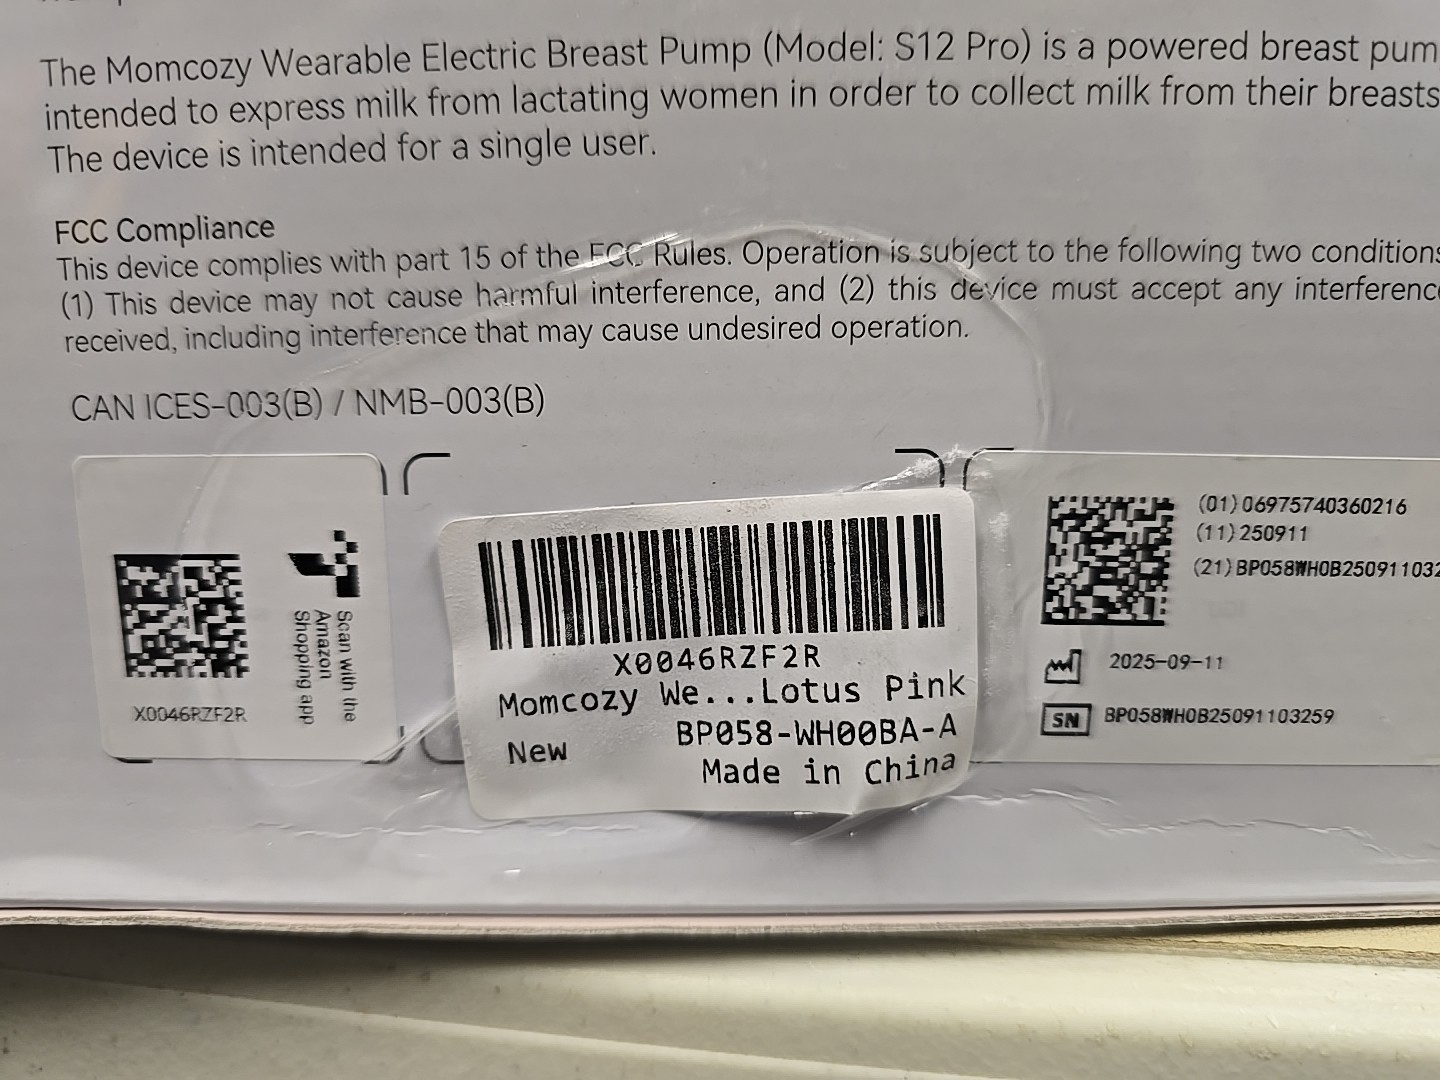 The Momcozy Wearable Electric Breast Pump (Model: S12 Pro) is a powered breast pum
intended to express milk from lactating women in order to collect milk from their breasts
The device is intended for a single user.
FCC Compliance
This device complies with part 15 of the FCC Rules. Operation is subject to the following two conditions
(1) This device may not cause harmful interference, and (2) this device must accept any interference
received, including interference that may cause undesired operation.
CAN ICES-003(B) / NMB-003(B)
X0046RZF2R
Scan with the
Amazon
Shopping app
X0046RZF2R
Momcozy We...Lotus Pink
BP058-WH00BA-A
New
Made in China
(01)06975740360216
(11)250911
(21)BP058WH0B250911032
2025-09-11
SN BP058WH0B25091103259